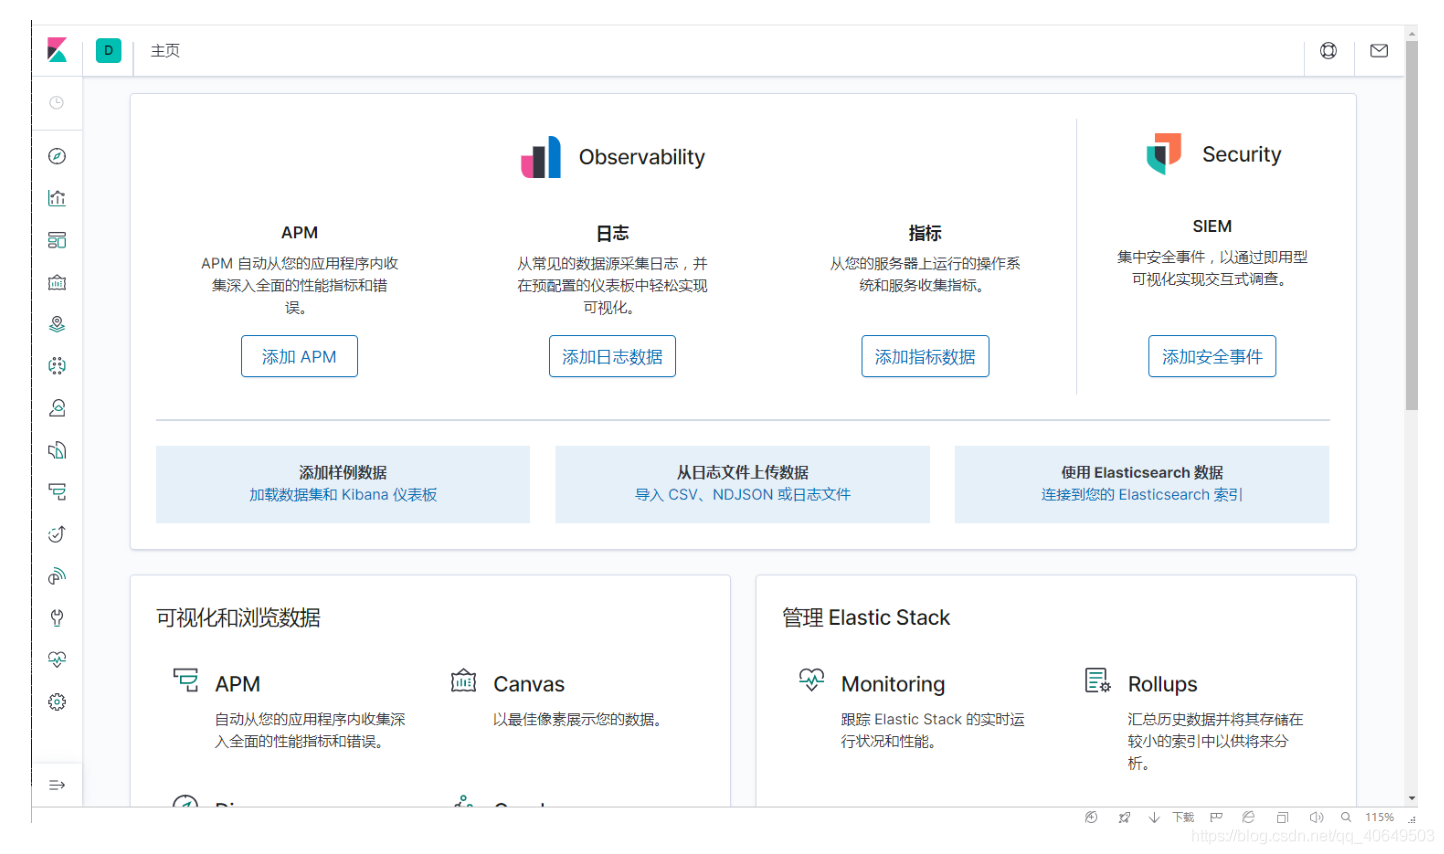 D
主页
Observability
Security
APM
APM 自动从您的应用程序内收
集深入全面的性能指标和错
误。
添加 APM
日志
从常见的数据源采集日志，并
在预配置的仪表板中轻松实现
可视化。
添加日志数据
指标
从您的服务器上运行的操作系
统和服务收集指标。
添加指标数据
SIEM
集中安全事件，以通过即用型
可视化实现交互式调查。
添加安全事件
添加样例数据
加载数据集和 Kibana 仪表板
从日志文件上传数据
导入 CSV、NDJSON 或日志文件
使用 Elasticsearch 数据
连接到您的 Elasticsearch 索引
可视化和浏览数据
APM
自动从您的应用程序内收集深
入全面的性能指标和错误。
Canvas
以最佳像素展示您的数据。
管理 Elastic Stack
Monitoring
跟踪 Elastic Stack 的实时运
行状况和性能。
Rollups
汇总历史数据并将其存储在
较小的索引中以供将来分
析。
下载
115%
https://blog.csdn.net/qq_40649503